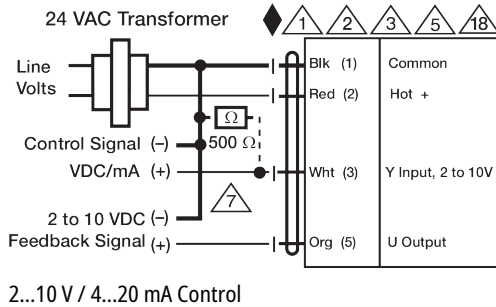 24 VAC Transformer
1 2 3 5 18
Line
Volts
Blk (1) Common
Red (2) Hot +
Ω
500 Ω
Control Signal (–)
VDC/mA (+)
Wht (3) Y Input, 2 to 10V
7
2 to 10 VDC (–)
Feedback Signal (+)
Org (5) U Output
2...10 V / 4...20 mA Control